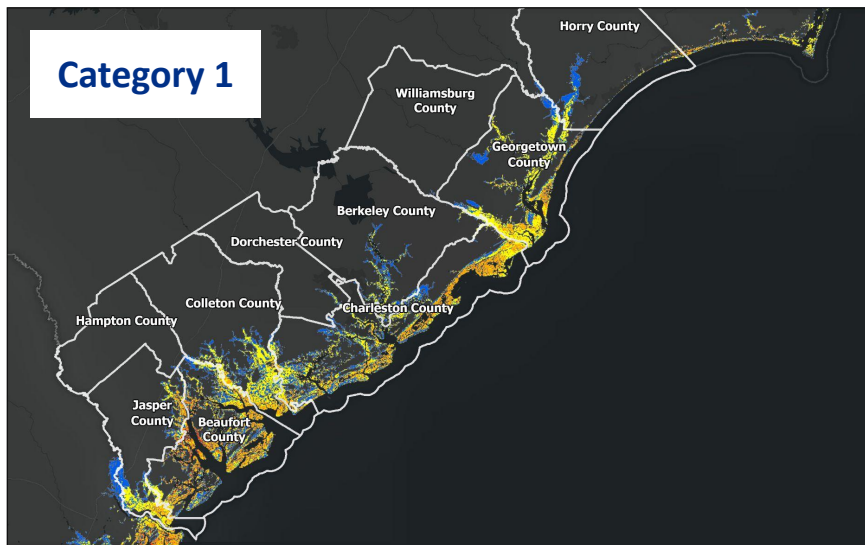 Category 1
Horry County
Williamsburg
County
Georgetown
County
Berkeley County
Dorchester County
Colleton County
Charleston County
Hampton County
Jasper
County
Beaufort
County